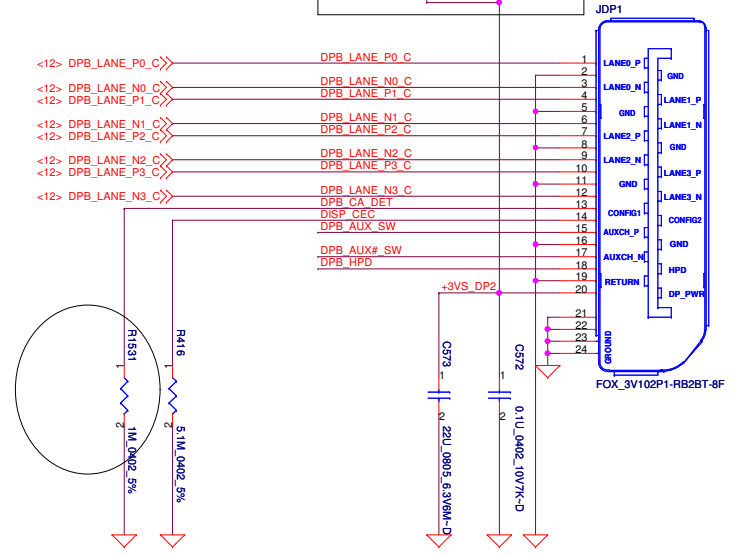 JDP1
<12> DPB_LANE_P0_C DPB_LANE_P0_C 1 LANE0_P
2 GND
<12> DPB_LANE_N0_C DPB_LANE_N0_C 3 LANE0_N
<12> DPB_LANE_P1_C DPB_LANE_P1_C 4 LANE1_P
5 GND
<12> DPB_LANE_N1_C DPB_LANE_N1_C 6 LANE1_N
<12> DPB_LANE_P2_C DPB_LANE_P2_C 7 LANE2_P
8 GND
<12> DPB_LANE_N2_C DPB_LANE_N2_C 9 LANE2_N
<12> DPB_LANE_P3_C DPB_LANE_P3_C 10 LANE3_P
11 GND
<12> DPB_LANE_N3_C DPB_LANE_N3_C 12 LANE3_N
DPB_CA_DET 13 CONFIG1
DISP_CEC 14 CONFIG2
DPB_AUX_SW 15 AUXCH_P
16 GND
DPB_AUX#_SW 17 AUXCH_N
DPB_HPD 18 HPD
19 RETURN
+3VS_DP2 20 DP_PWR
21
22
23
24
GROUND
FOX_3V102P1-RB2BT-8F
R1531
1
2
1M_0402_5%
R416
1
2
5.1M_0402_5%
C573
1
2
22U_0805_6.3V6M~D
C572
1
2
0.1U_0402_10V7K~D